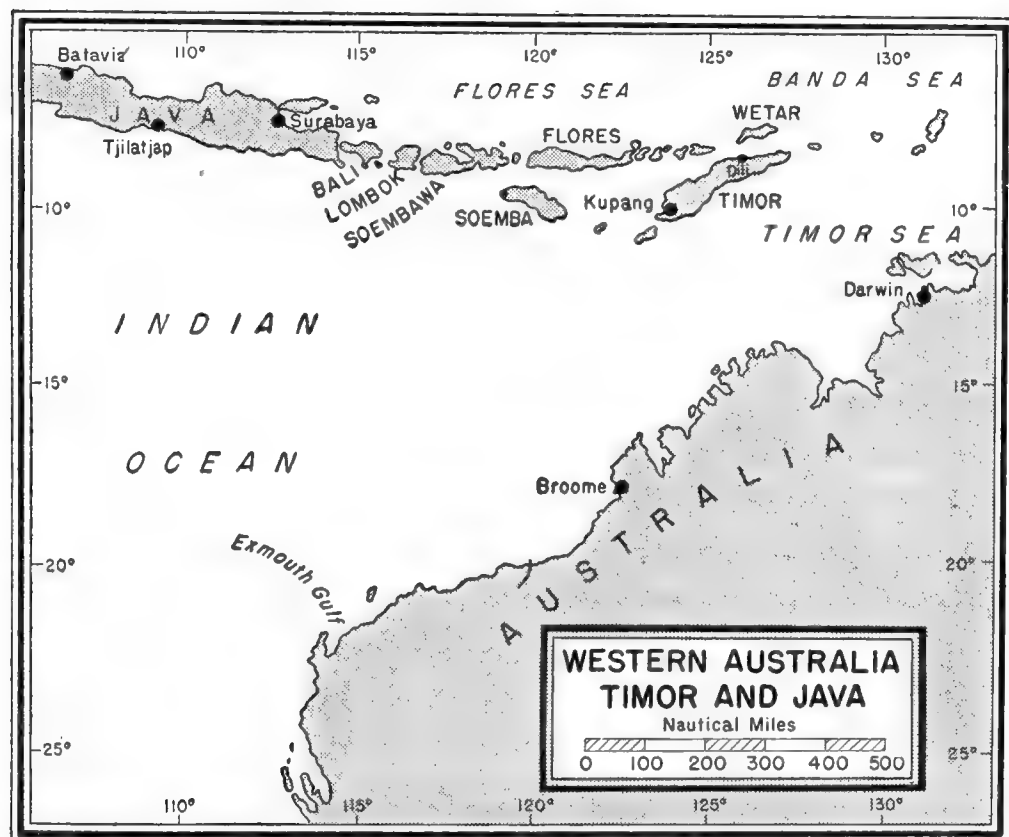 110°
115°
120°
125°
130°
Batavia
FLORES SEA
BANDA SEA
JAVA
Surabaya
Tjilatjap
WETAR
FLORES
Dili
BALI
LOMBOK
SOEMBAWA
SOEMBA
Kupang
TIMOR
10°
10°
TIMOR SEA
Darwin
INDIAN
OCEAN
15°
15°
Broome
AUSTRALIA
Exmouth Gulf
20°
20°
WESTERN AUSTRALIA
TIMOR AND JAVA
Nautical Miles
0 100 200 300 400 500
25°
25°
110°
115°
120°
125°
130°